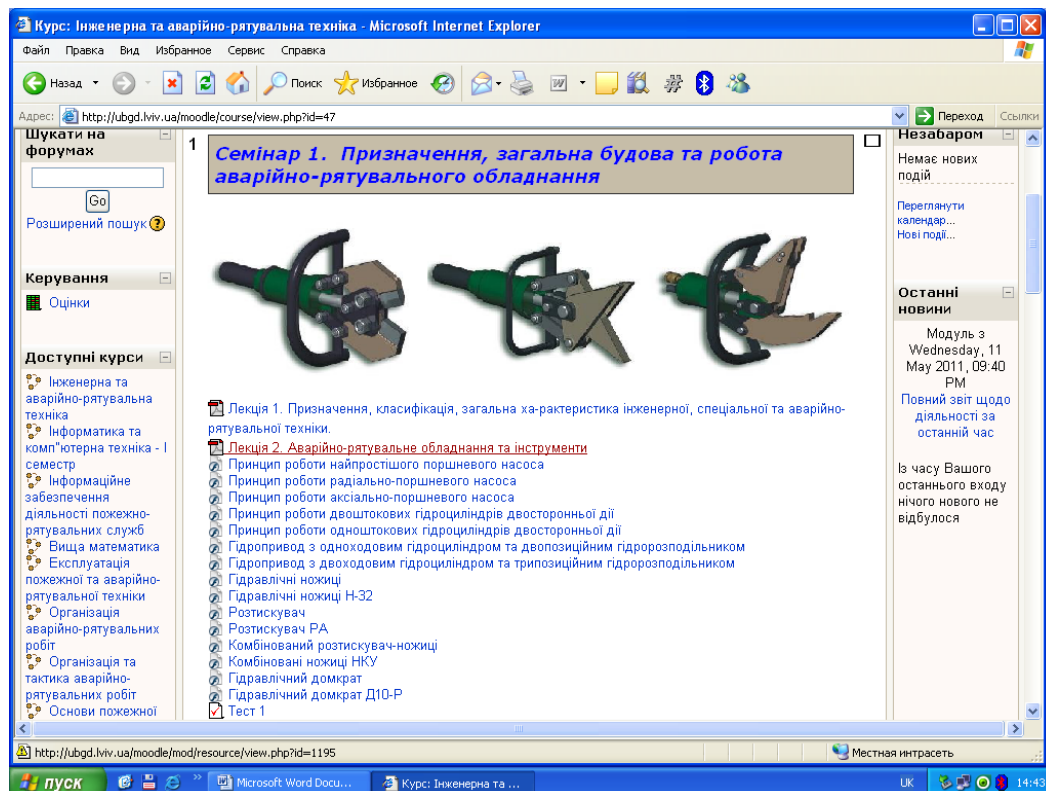 Курс: Інженерна та аварійно-рятувальна техніка - Microsoft Internet Explorer
Файл Правка Вид Избранное Сервис Справка
Назад Поиск Избранное
Адрес: http://ubgd.lviv.ua/moodle/course/view.php?id=47 Переход Ссылки
Шукати на
форумах
Go
Розширений пошук
Керування
Оцінки
Доступні курси
Інженерна та
аварійно-рятувальна
техніка
Інформатика та
комп"ютерна техніка - I
семестр
Інформаційне
забезпечення
діяльності пожежно-
рятувальних служб
Вища математика
Експлуатація
пожежної та аварійно-
рятувальної техніки
Організація
аварійно-рятувальних
робіт
Організація та
тактика аварійно-
рятувальних робіт
Основи пожежної
1
Семінар 1. Призначення, загальна будова та робота
аварійно-рятувального обладнання
Лекція 1. Призначення, класифікація, загальна ха-рактеристика інженерної, спеціальної та аварійно-
рятувальної техніки.
Лекція 2. Аварійно-рятувальне обладнання та інструменти
Принцип роботи найпростішого поршневого насоса
Принцип роботи радіально-поршневого насоса
Принцип роботи аксіально-поршневого насоса
Принцип роботи двоштокових гідроциліндрів двосторонньої дії
Принцип роботи одноштокових гідроциліндрів двосторонньої дії
Гідропривод з одноходовим гідроциліндром та двопозиційним гідророзподільником
Гідропривод з двоходовим гідроциліндром та трипозиційним гідророзподільником
Гідравлічні ножиці
Гідравлічні ножиці Н-32
Розтискувач
Розтискувач РА
Комбінований розтискувач-ножиці
Комбіновані ножиці НКУ
Гідравлічний домкрат
Гідравлічний домкрат Д10-Р
Тест 1
Незабаром
Немає нових
подій
Переглянути
календар...
Нові події...
Останні
новини
Модуль з
Wednesday, 11
May 2011, 09:40
PM
Повний звіт щодо
діяльності за
останній час
Із часу Вашого
останнього входу
нічого нового не
відбулося
http://ubgd.lviv.ua/moodle/mod/resource/view.php?id=1195 Местная интрасеть
пуск Microsoft Word Docu... Курс: Інженерна та ... UK 14:43